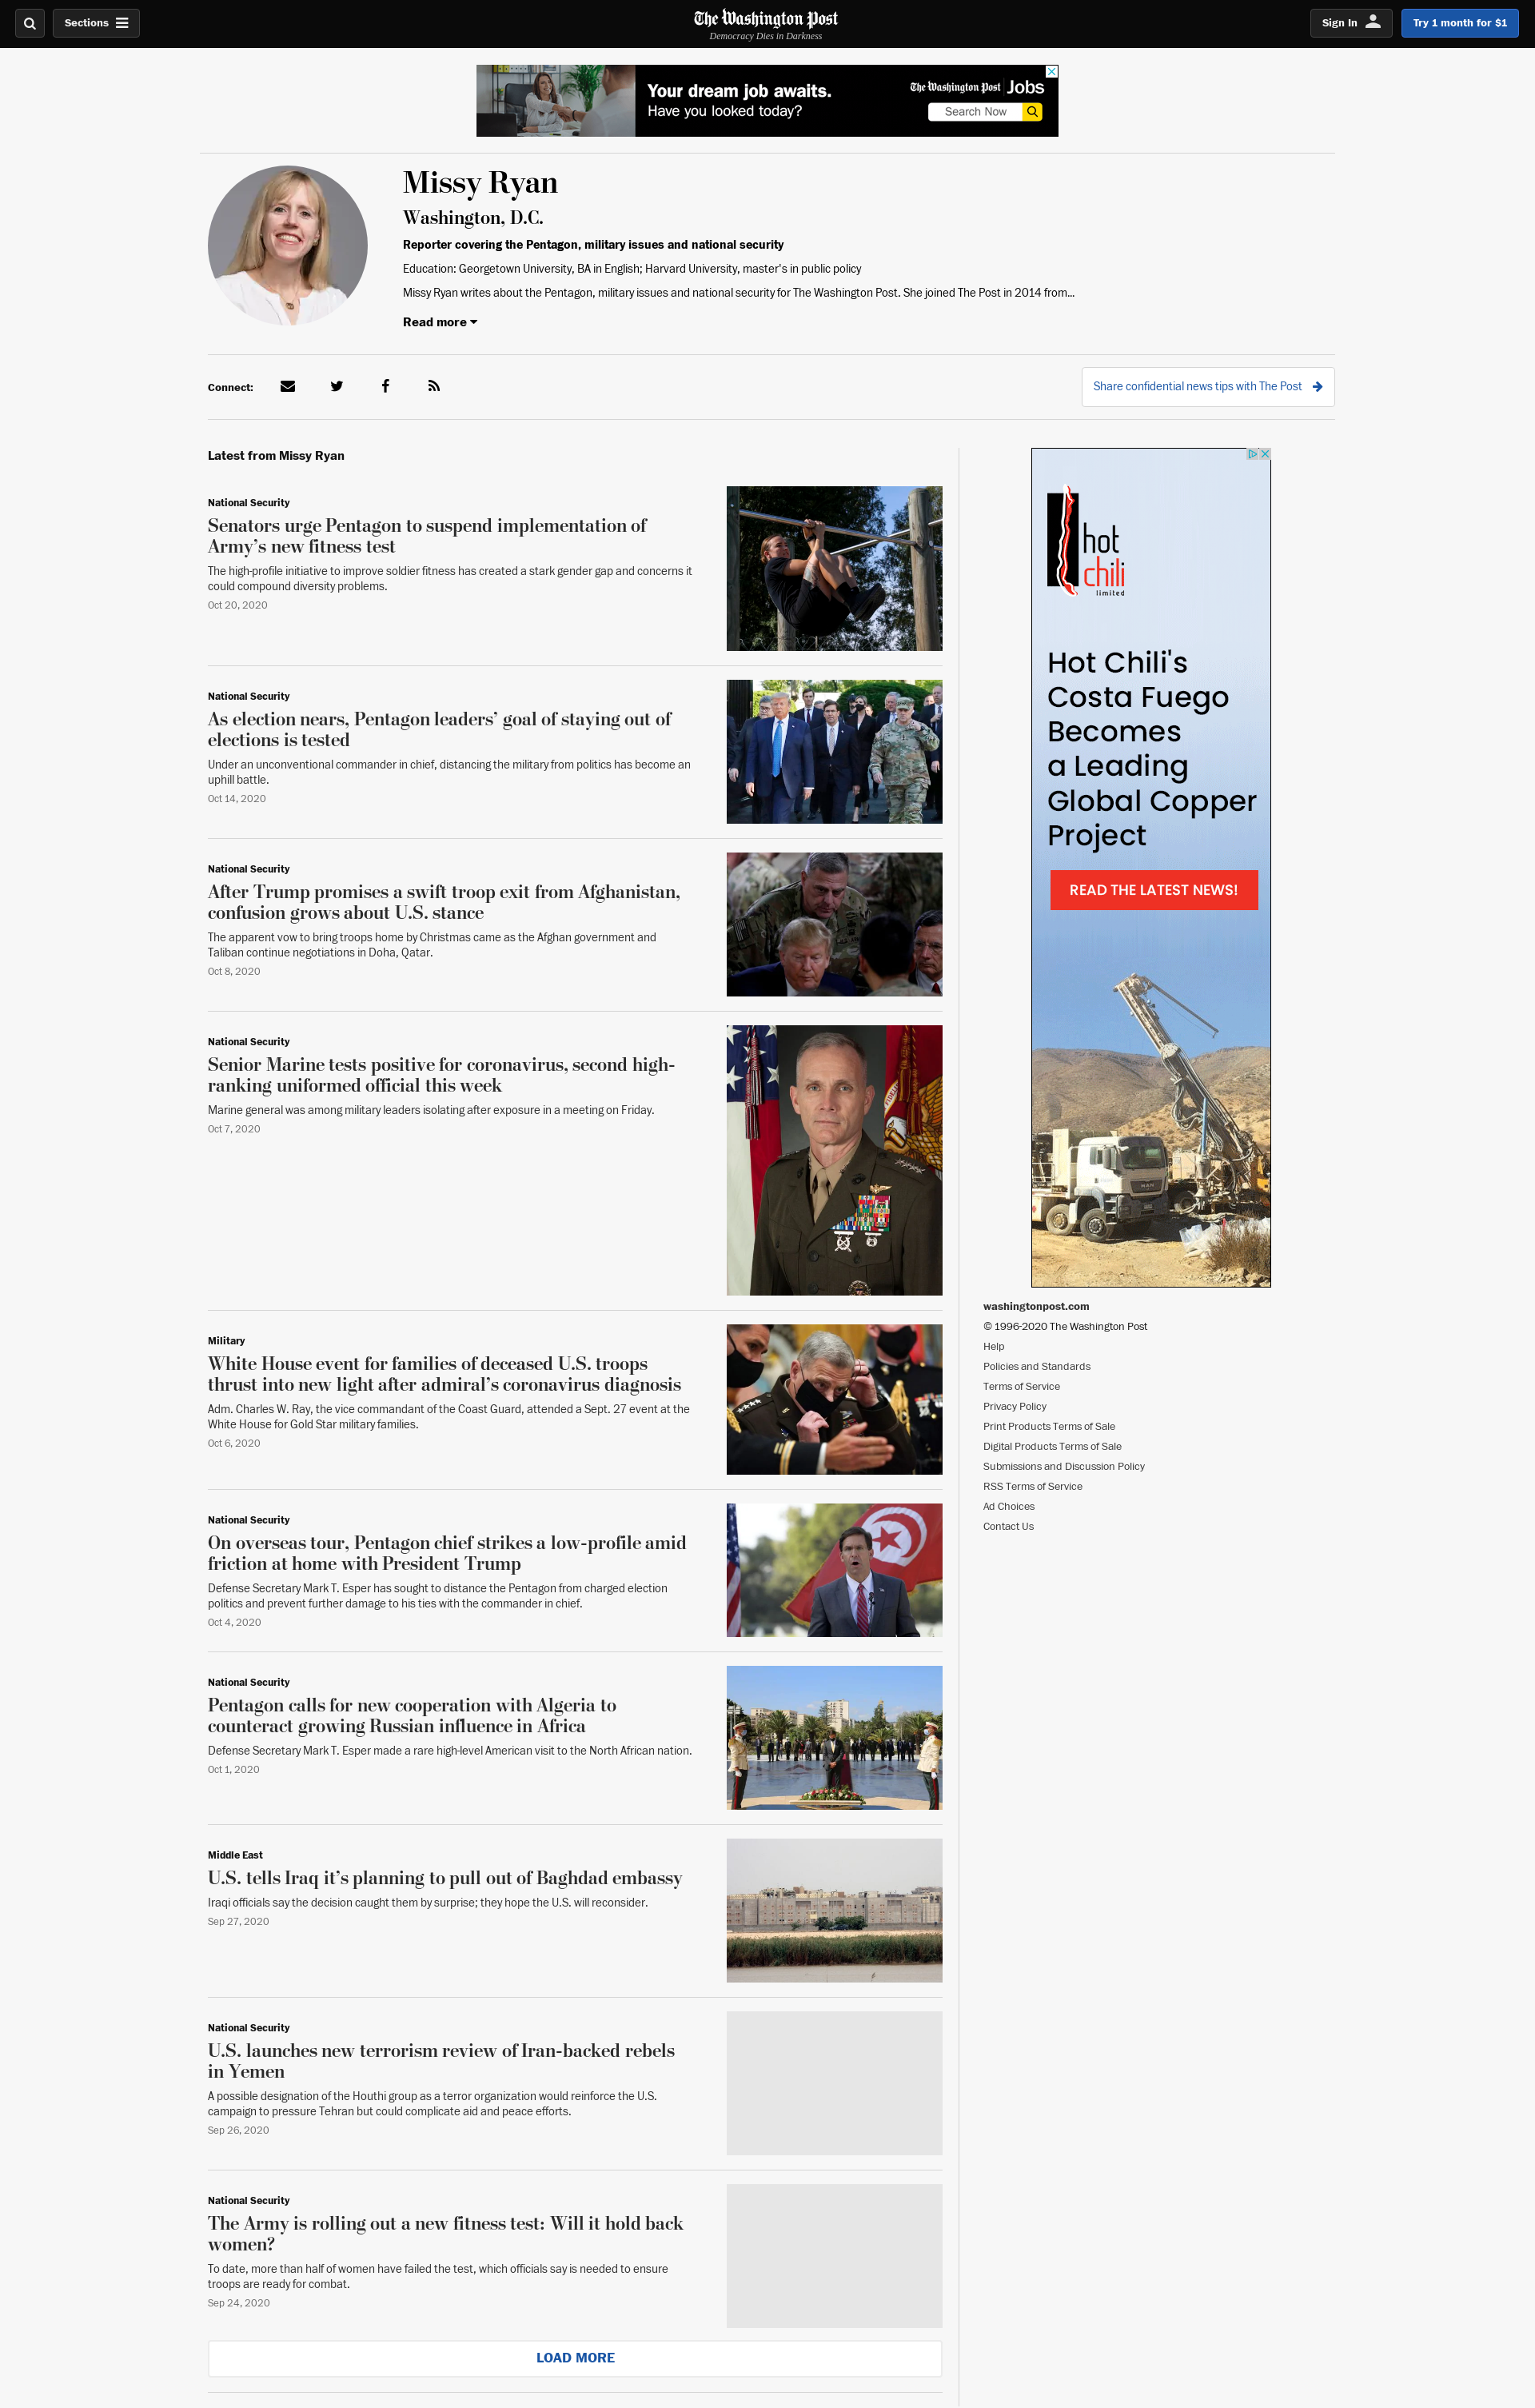 Sections
The Washington Post
Democracy Dies in Darkness
Sign In
Try 1 month for $1
Your dream job awaits.
Have you looked today?
The Washington Post Jobs
Search Now
Missy Ryan
Washington, D.C.
Reporter covering the Pentagon, military issues and national security
Education: Georgetown University, BA in English; Harvard University, master's in public policy
Missy Ryan writes about the Pentagon, military issues and national security for The Washington Post. She joined The Post in 2014 from...
Read more
Connect:
Share confidential news tips with The Post
Latest from Missy Ryan
National Security
Senators urge Pentagon to suspend implementation of
Army’s new fitness test
The high-profile initiative to improve soldier fitness has created a stark gender gap and concerns it
could compound diversity problems.
Oct 20, 2020
National Security
As election nears, Pentagon leaders’ goal of staying out of
elections is tested
Under an unconventional commander in chief, distancing the military from politics has become an
uphill battle.
Oct 14, 2020
National Security
After Trump promises a swift troop exit from Afghanistan,
confusion grows about U.S. stance
The apparent vow to bring troops home by Christmas came as the Afghan government and
Taliban continue negotiations in Doha, Qatar.
Oct 8, 2020
National Security
Senior Marine tests positive for coronavirus, second high-
ranking uniformed official this week
Marine general was among military leaders isolating after exposure in a meeting on Friday.
Oct 7, 2020
Military
White House event for families of deceased U.S. troops
thrust into new light after admiral’s coronavirus diagnosis
Adm. Charles W. Ray, the vice commandant of the Coast Guard, attended a Sept. 27 event at the
White House for Gold Star military families.
Oct 6, 2020
National Security
On overseas tour, Pentagon chief strikes a low-profile amid
friction at home with President Trump
Defense Secretary Mark T. Esper has sought to distance the Pentagon from charged election
politics and prevent further damage to his ties with the commander in chief.
Oct 4, 2020
National Security
Pentagon calls for new cooperation with Algeria to
counteract growing Russian influence in Africa
Defense Secretary Mark T. Esper made a rare high-level American visit to the North African nation.
Oct 1, 2020
Middle East
U.S. tells Iraq it’s planning to pull out of Baghdad embassy
Iraqi officials say the decision caught them by surprise; they hope the U.S. will reconsider.
Sep 27, 2020
National Security
U.S. launches new terrorism review of Iran-backed rebels
in Yemen
A possible designation of the Houthi group as a terror organization would reinforce the U.S.
campaign to pressure Tehran but could complicate aid and peace efforts.
Sep 26, 2020
National Security
The Army is rolling out a new fitness test: Will it hold back
women?
To date, more than half of women have failed the test, which officials say is needed to ensure
troops are ready for combat.
Sep 24, 2020
LOAD MORE
hot
chili
limited
Hot Chili's
Costa Fuego
Becomes
a Leading
Global Copper
Project
READ THE LATEST NEWS!
MAN
washingtonpost.com
© 1996-2020 The Washington Post
Help
Policies and Standards
Terms of Service
Privacy Policy
Print Products Terms of Sale
Digital Products Terms of Sale
Submissions and Discussion Policy
RSS Terms of Service
Ad Choices
Contact Us